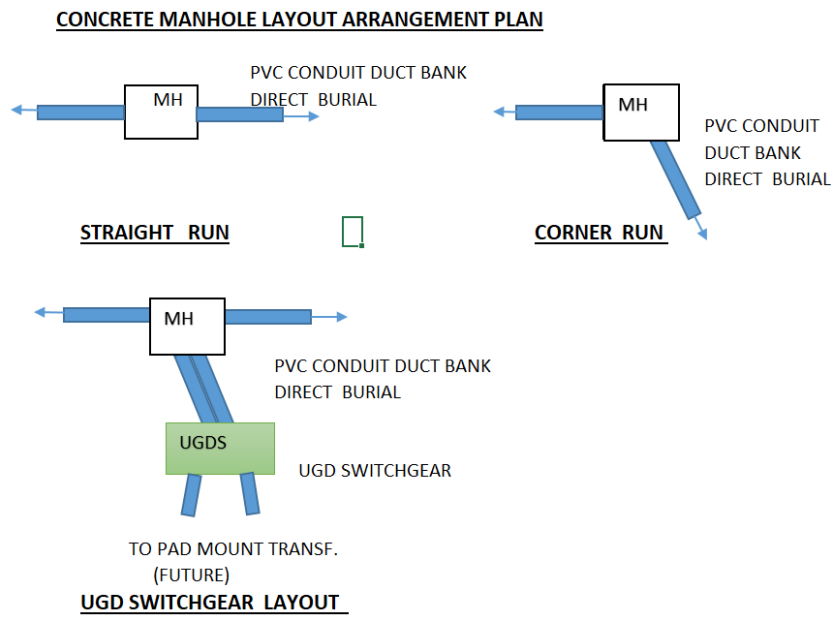 CONCRETE MANHOLE LAYOUT ARRANGEMENT PLAN
MH
PVC CONDUIT DUCT BANK
DIRECT BURIAL
STRAIGHT RUN
MH
PVC CONDUIT
DUCT BANK
DIRECT BURIAL
CORNER RUN
MH
PVC CONDUIT DUCT BANK
DIRECT BURIAL
UGDS
UGD SWITCHGEAR
TO PAD MOUNT TRANSF.
(FUTURE)
UGD SWITCHGEAR LAYOUT